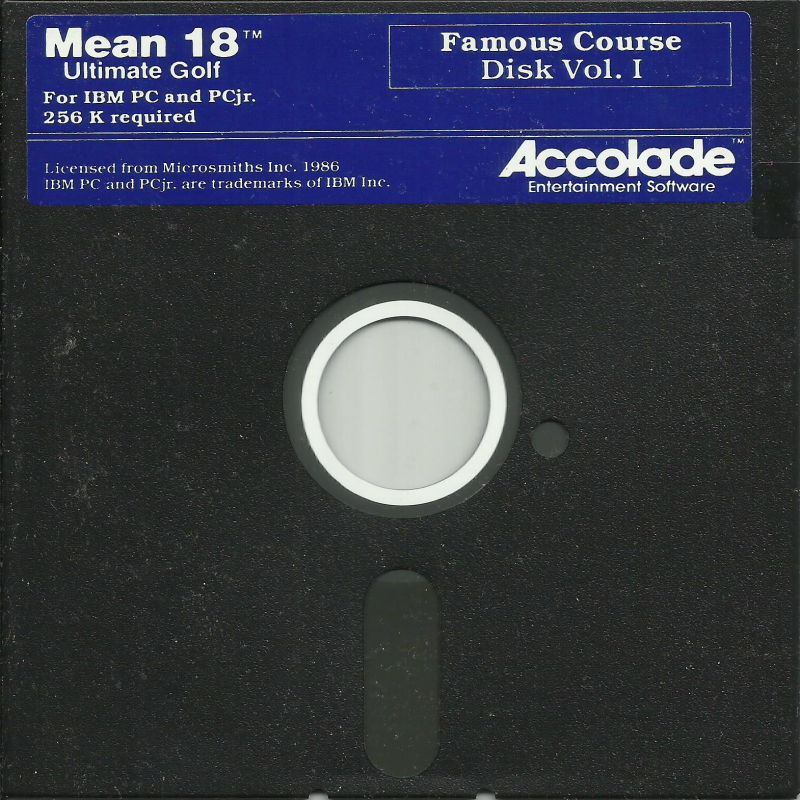 Mean 18™
Ultimate Golf
For IBM PC and PCjr.
256 K required
Famous Course
Disk Vol. I
Licensed from Microsmiths Inc. 1986
IBM PC and PCjr. are trademarks of IBM Inc.
Accolade™
Entertainment Software